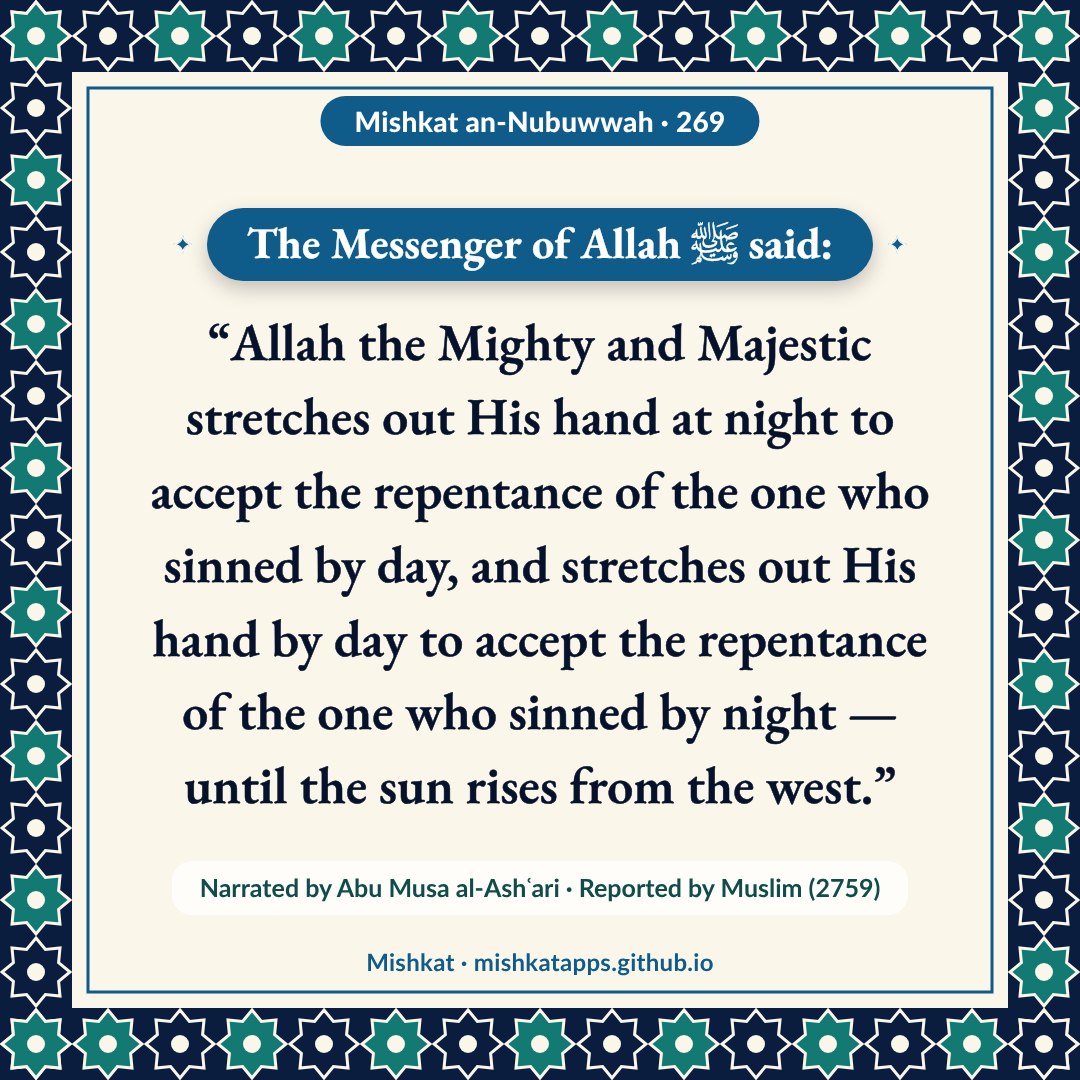 Mishkat an-Nubuwwah · 269
The Messenger of Allah ﷺ said:
“Allah the Mighty and Majestic
stretches out His hand at night to
accept the repentance of the one who
sinned by day, and stretches out His
hand by day to accept the repentance
of the one who sinned by night —
until the sun rises from the west.”
Narrated by Abu Musa al-Ashʿari · Reported by Muslim (2759)
Mishkat · mishkatapps.github.io